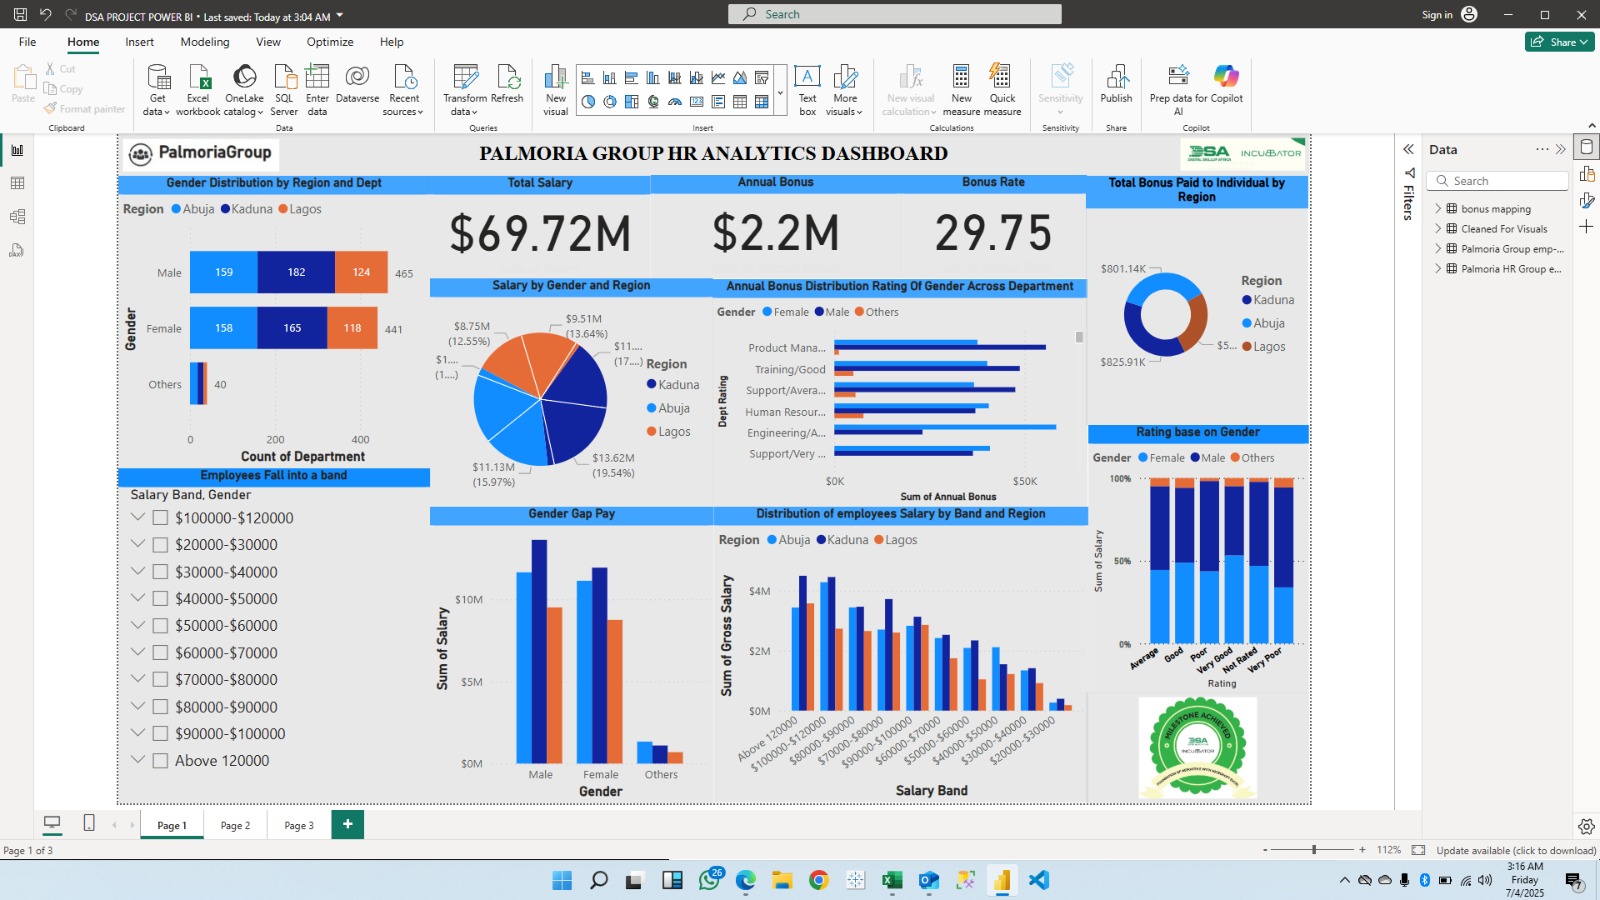 DSA PROJECT POWER BI • Last saved: Today at 3:04 AM
Search
Sign in
File
Home
Insert
Modeling
View
Optimize
Help
Share
Paste
Cut
Copy
Format painter
Clipboard
Get data
Excel workbook
OneLake catalog
SQL Server
Enter data
Dataverse
Recent sources
Data
Transform data
Refresh
Queries
New visual
Text box
More visuals
Insert
New visual calculation
New measure
Quick measure
Calculations
Sensitivity
Sensitivity
Publish
Share
Prep data for AI
Copilot
Copilot
PalmoriaGroup
PALMORIA GROUP HR ANALYTICS DASHBOARD
DSA
INCUBATOR
Gender Distribution by Region and Dept
Region Abuja Kaduna Lagos
Gender
Male 159 182 124 465
Female 158 165 118 441
Others 40
0 200 400
Count of Department
Total Salary
$69.72M
Annual Bonus
$2.2M
Bonus Rate
29.75
Total Bonus Paid to Individual by Region
$801.14K
$825.91K
$5...
Region
Kaduna
Abuja
Lagos
Salary by Gender and Region
$8.75M (12.55%)
$9.51M (13.64%)
$11.... (17....)
$1.... (1....)
$11.13M (15.97%)
$13.62M (19.54%)
Region
Kaduna
Abuja
Lagos
Annual Bonus Distribution Rating Of Gender Across Department
Gender Female Male Others
Dept Rating
Product Mana...
Training/Good
Support/Avera...
Human Resour...
Engineering/A...
Support/Very ...
$0K $50K
Sum of Annual Bonus
Employees Fall into a band
Salary Band, Gender
$100000-$120000
$20000-$30000
$30000-$40000
$40000-$50000
$50000-$60000
$60000-$70000
$70000-$80000
$80000-$90000
$90000-$100000
Above 120000
Gender Gap Pay
Sum of Salary
$10M
$5M
$0M
Male Female Others
Gender
Distribution of employees Salary by Band and Region
Region Abuja Kaduna Lagos
Sum of Gross Salary
$4M
$2M
$0M
Above 120000
$100000-$120000
$80000-$90000
$70000-$80000
$90000-$100000
$60000-$70000
$50000-$60000
$40000-$50000
$30000-$40000
$20000-$30000
Salary Band
Rating base on Gender
Gender Female Male Others
Sum of Salary
100%
50%
0%
Average Good Poor Very Good Not Rated Very Poor
Rating
MILESTONE ACHIEVED
DSA
INCUBATOR
Filters
Data
Search
bonus mapping
Cleaned For Visuals
Palmoria Group emp-...
Palmoria HR Group e...
Page 1
Page 2
Page 3
Page 1 of 3
112%
Update available (click to download)
26
3:16 AM
Friday
7/4/2025
7